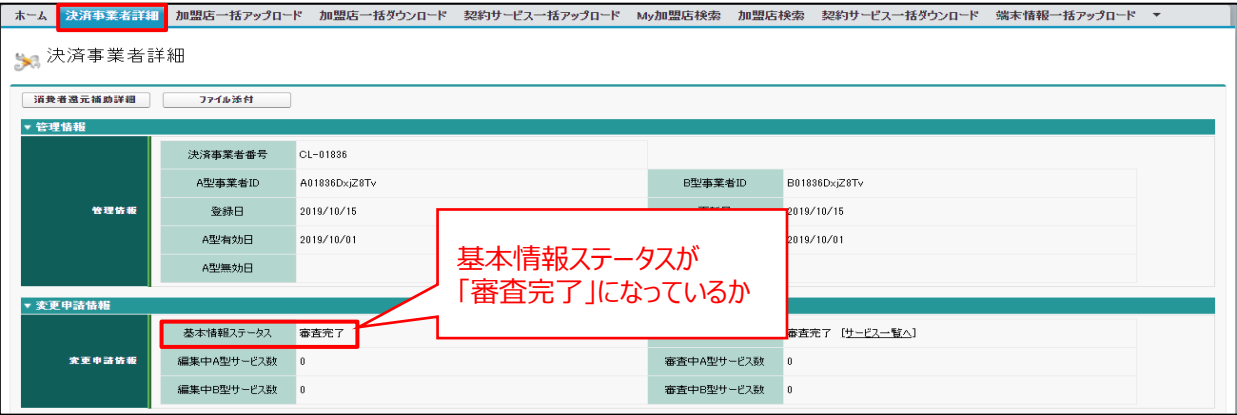 ホーム 決済事業者詳細 加盟店一括アップロード 加盟店一括ダウンロード 契約サービス一括アップロード My加盟店検索 加盟店検索 契約サービス一括ダウンロード 端末情報一括アップロード
決済事業者詳細
消費者還元補助詳細 ファイル添付
管理情報
管理情報
決済事業者番号 CL-01836
A型事業者ID A01836DxjZ8Tv B型事業者ID B01836DxjZ8Tv
登録日 2019/10/15 2019/10/15
A型有効日 2019/10/01 2019/10/01
A型無効日
基本情報ステータスが
「審査完了」になっているか
変更申請情報
変更申請情報
基本情報ステータス 審査完了 審査完了 [サービス一覧へ]
編集中A型サービス数 0 審査中A型サービス数 0
編集中B型サービス数 0 審査中B型サービス数 0